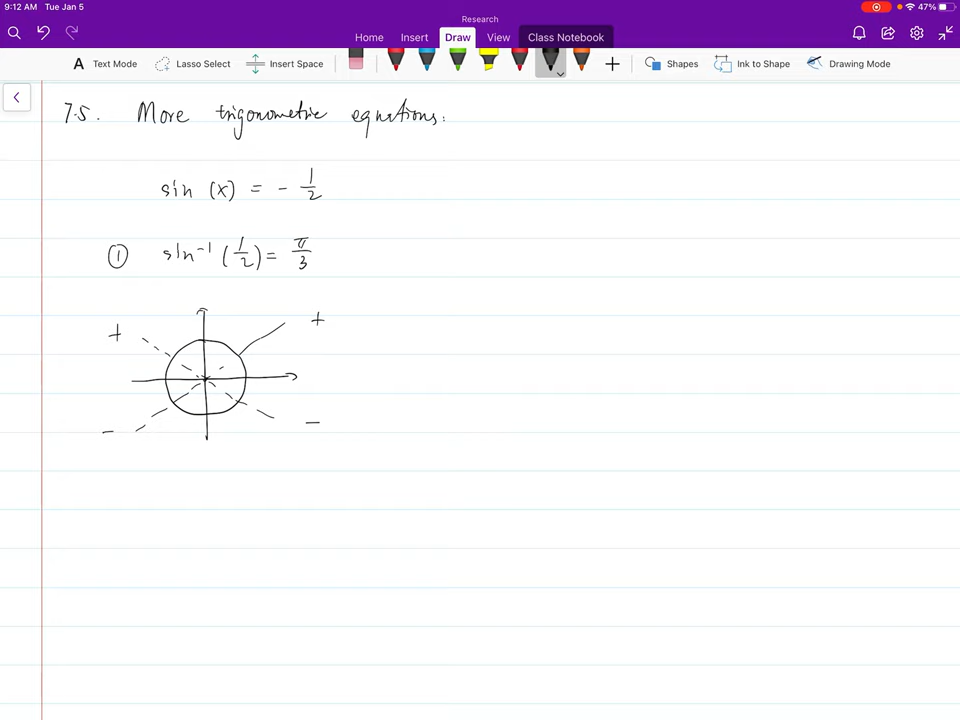 9:12 AM Tue Jan 5
47%
Research
Home Insert Draw View Class Notebook
A Text Mode Lasso Select Insert Space Shapes Ink to Shape Drawing Mode
7.5. More trigonometric equations:
sin (x) = - 1/2
① sin⁻¹ (1/2) = π/3
+ +
- -